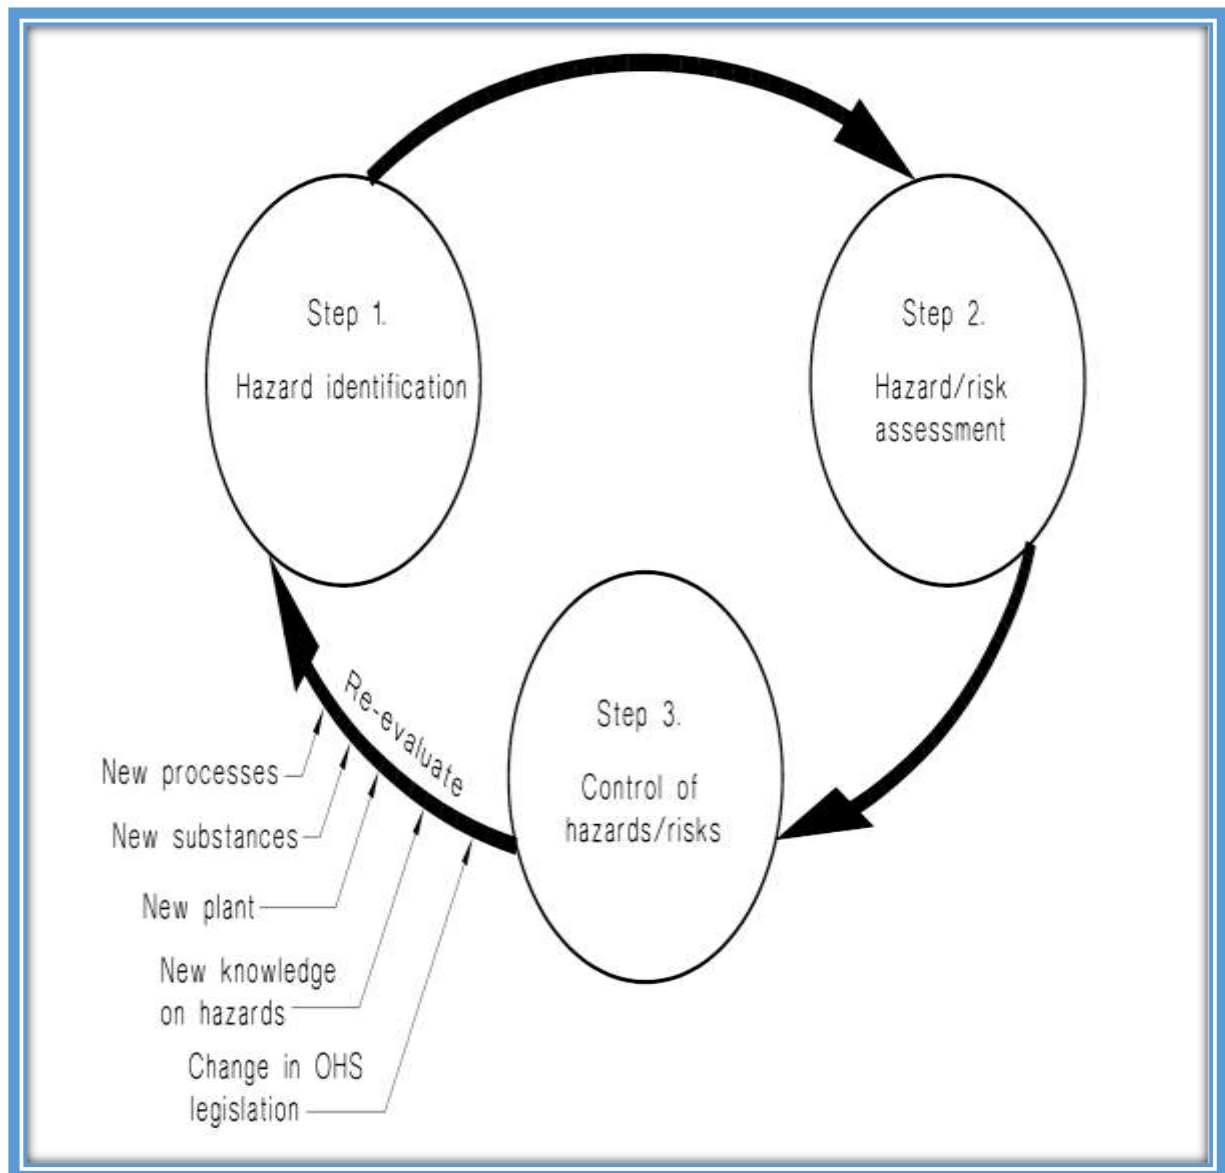 Step 1.
Hazard identification
Step 2.
Hazard/risk
assessment
Step 3.
Control of
hazards/risks
Re-evaluate
New processes
New substances
New plant
New knowledge
on hazards
Change in OHS
legislation